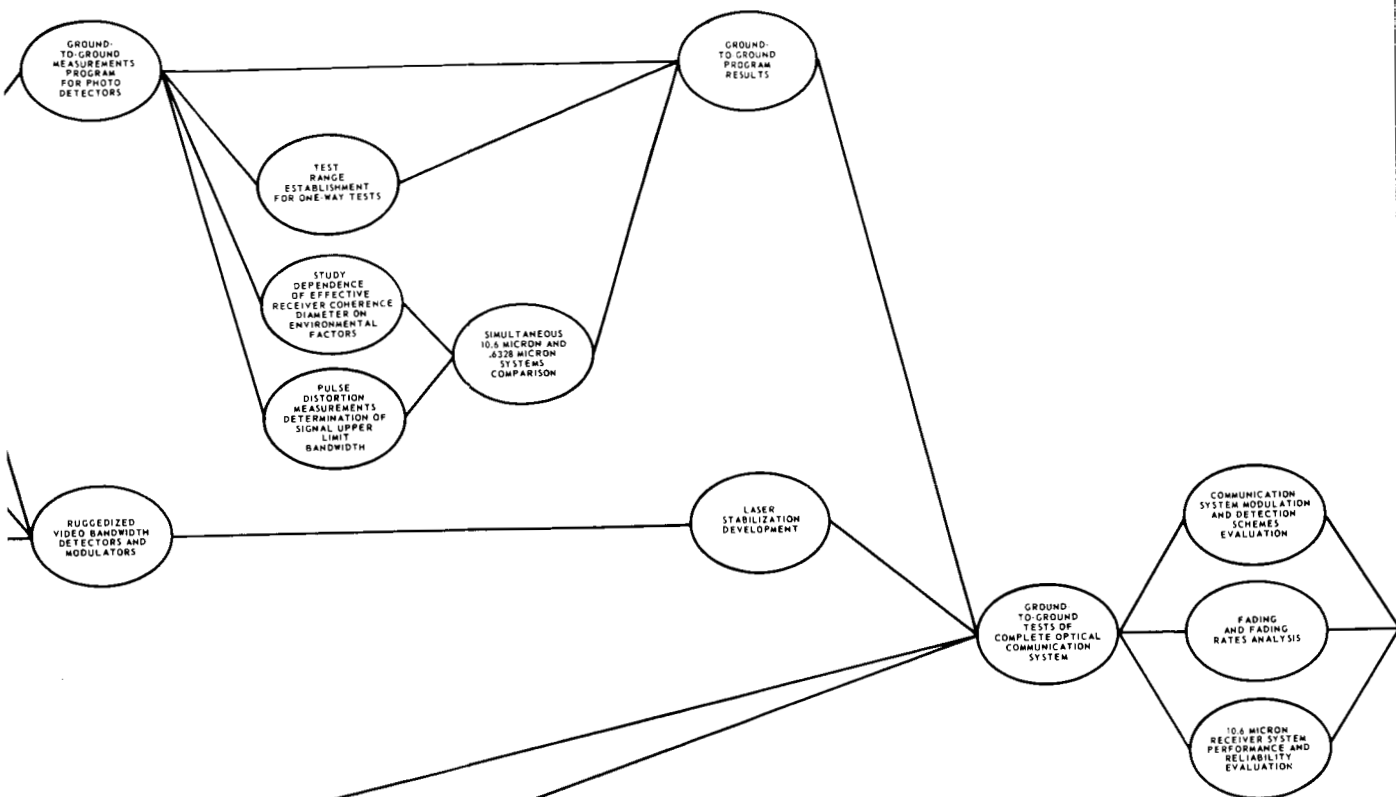 GROUND-
TO-GROUND
MEASUREMENTS
PROGRAM
FOR PHOTO
DETECTORS
GROUND-
TO GROUND
PROGRAM
RESULTS
TEST
RANGE
ESTABLISHMENT
FOR ONE-WAY TESTS
STUDY
DEPENDENCE
OF EFFECTIVE
RECEIVER COHERENCE
DIAMETER ON
ENVIRONMENTAL
FACTORS
SIMULTANEOUS
10.6 MICRON AND
.6328 MICRON
SYSTEMS
COMPARISON
PULSE
DISTORTION
MEASUREMENTS
DETERMINATION OF
SIGNAL UPPER
LIMIT
BANDWIDTH
RUGGEDIZED
VIDEO BANDWIDTH
DETECTORS AND
MODULATORS
LASER
STABILIZATION
DEVELOPMENT
GROUND
TO-GROUND
TESTS OF
COMPLETE OPTICAL
COMMUNICATION
SYSTEM
COMMUNICATION
SYSTEM MODULATION
AND DETECTION
SCHEMES
EVALUATION
FADING
AND FADING
RATES ANALYSIS
10.6 MICRON
RECEIVER SYSTEM
PERFORMANCE AND
RELIABILITY
EVALUATION